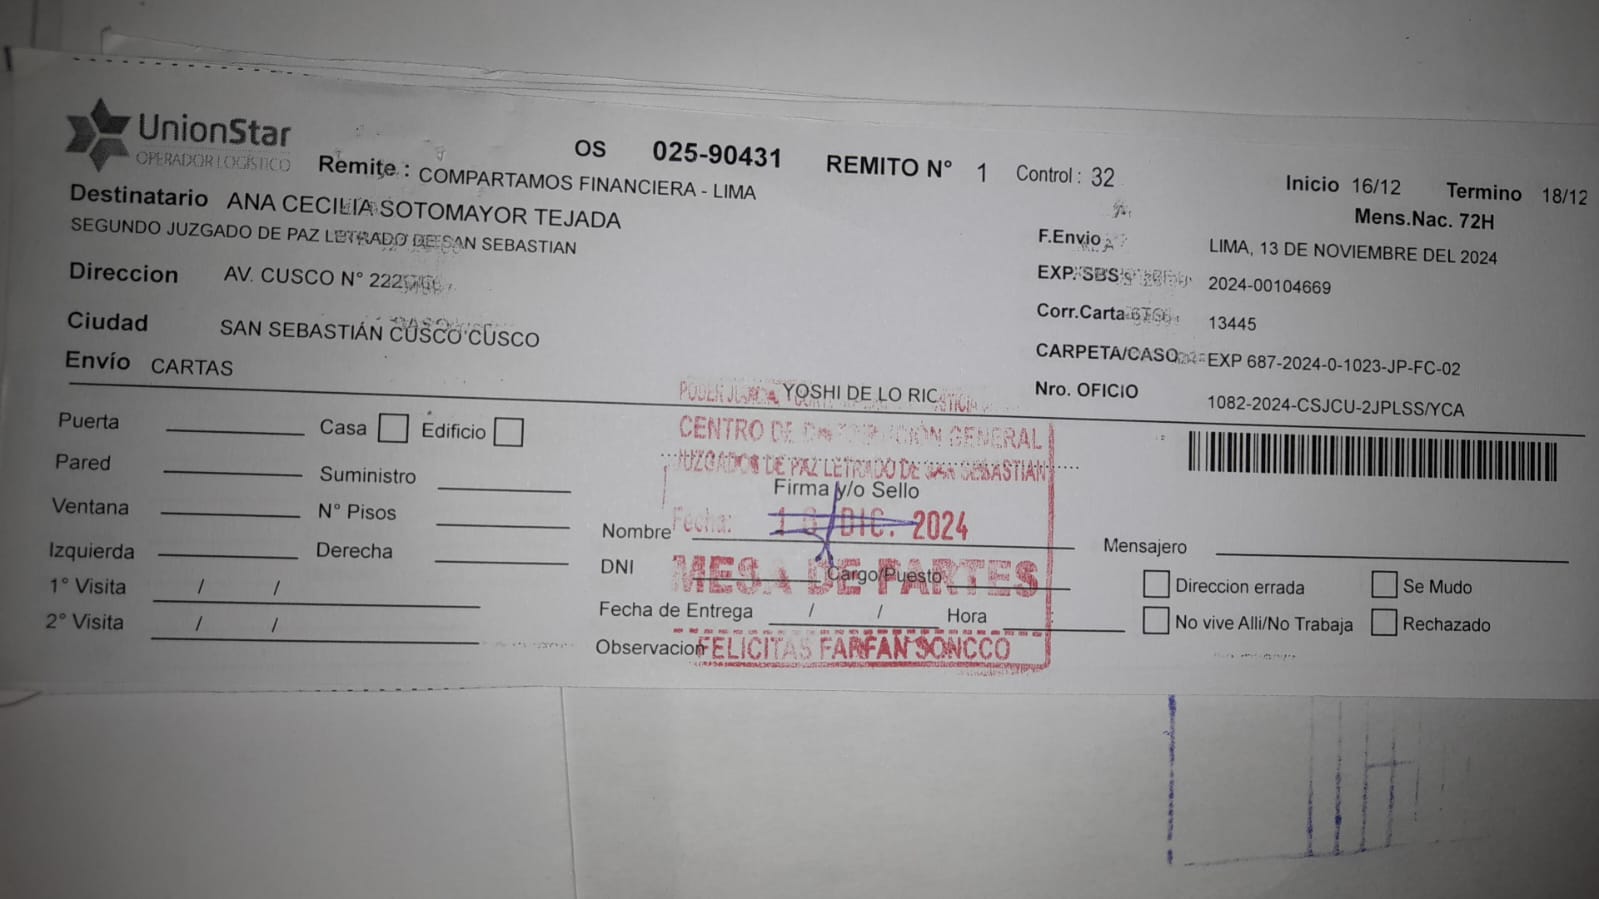 UnionStar
OPERADOR LOGÍSTICO
OS 025-90431 REMITO N° 1 Control : 32
Inicio 16/12 Termino 18/12
Remite : COMPARTAMOS FINANCIERA - LIMA
Mens.Nac. 72H
Destinatario ANA CECILIA SOTOMAYOR TEJADA
SEGUNDO JUZGADO DE PAZ LETRADO DE SAN SEBASTIAN
Direccion AV. CUSCO N° 222
Ciudad SAN SEBASTIÁN CUSCO CUSCO
Envío CARTAS
F.Envio LIMA, 13 DE NOVIEMBRE DEL 2024
EXP. SBS 2024-00104669
Corr.Carta 13445
CARPETA/CASO EXP 687-2024-0-1023-JP-FC-02
Nro. OFICIO 1082-2024-CSJCU-2JPLSS/YCA
YOSHI DE LO RIC
PODER JUDICIAL
CENTRO DE GENERAL
JUZGADOS DE PAZ LETRADO DE SAN SEBASTIAN
Fecha: DIC. 2024
MESA DE PARTES
FELICITAS FARFAN SONCCO
Puerta Casa Edificio
Pared Suministro
Ventana N° Pisos
Izquierda Derecha
1° Visita / /
2° Visita / /
Firma y/o Sello
Nombre
DNI Cargo/Puesto
Fecha de Entrega / / Hora
Observacion
Mensajero
Direccion errada Se Mudo
No vive Alli/No Trabaja Rechazado